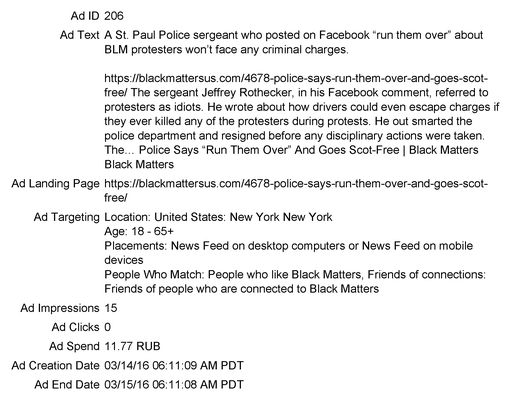 Ad ID 206
Ad Text A St. Paul Police sergeant who posted on Facebook “run them over” about
BLM protesters won’t face any criminal charges.
https://blackmattersus.com/4678-police-says-run-them-over-and-goes-scot-
free/ The sergeant Jeffrey Rothecker, in his Facebook comment, referred to
protesters as idiots. He wrote about how drivers could even escape charges if
they ever killed any of the protesters during protests. He out smarted the
police department and resigned before any disciplinary actions were taken.
The... Police Says “Run Them Over” And Goes Scot-Free | Black Matters
Black Matters
Ad Landing Page https://blackmattersus.com/4678-police-says-run-them-over-and-goes-scot-
free/
Ad Targeting Location: United States: New York New York
Age: 18 - 65+
Placements: News Feed on desktop computers or News Feed on mobile
devices
People Who Match: People who like Black Matters, Friends of connections:
Friends of people who are connected to Black Matters
Ad Impressions 15
Ad Clicks 0
Ad Spend 11.77 RUB
Ad Creation Date 03/14/16 06:11:09 AM PDT
Ad End Date 03/15/16 06:11:08 AM PDT